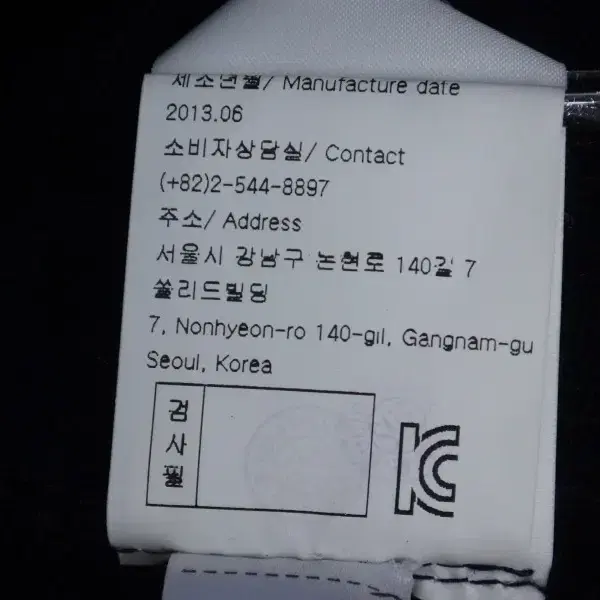 제조년월/ Manufacture date
2013.06
소비자상담실/ Contact
(+82)2-544-8897
주소/ Address
서울시 강남구 논현로 140길 7
쏠리드빌딩
7, Nonhyeon-ro 140-gil, Gangnam-gu
Seoul, Korea
검사필
KC